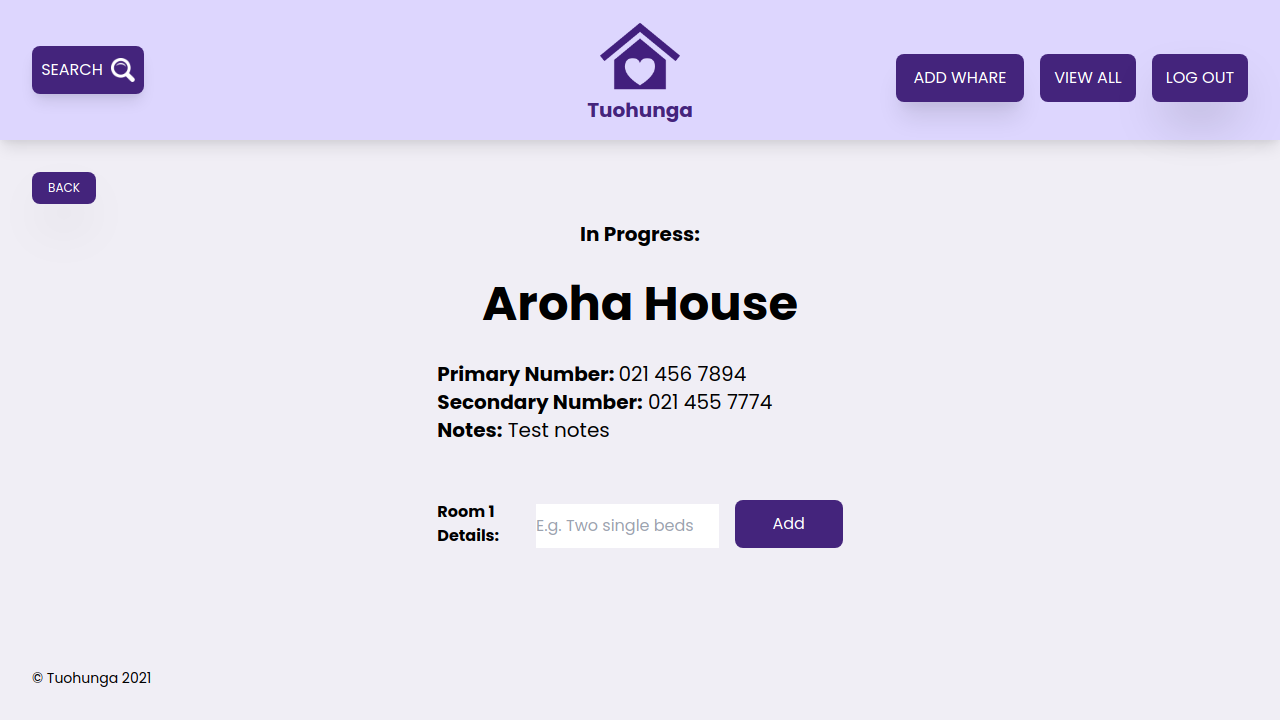 SEARCH
Tuohunga
ADD WHARE
VIEW ALL
LOG OUT
BACK
In Progress:
Aroha House
Primary Number: 021 456 7894
Secondary Number: 021 455 7774
Notes: Test notes
Room 1
Details:
E.g. Two single beds
Add
© Tuohunga 2021